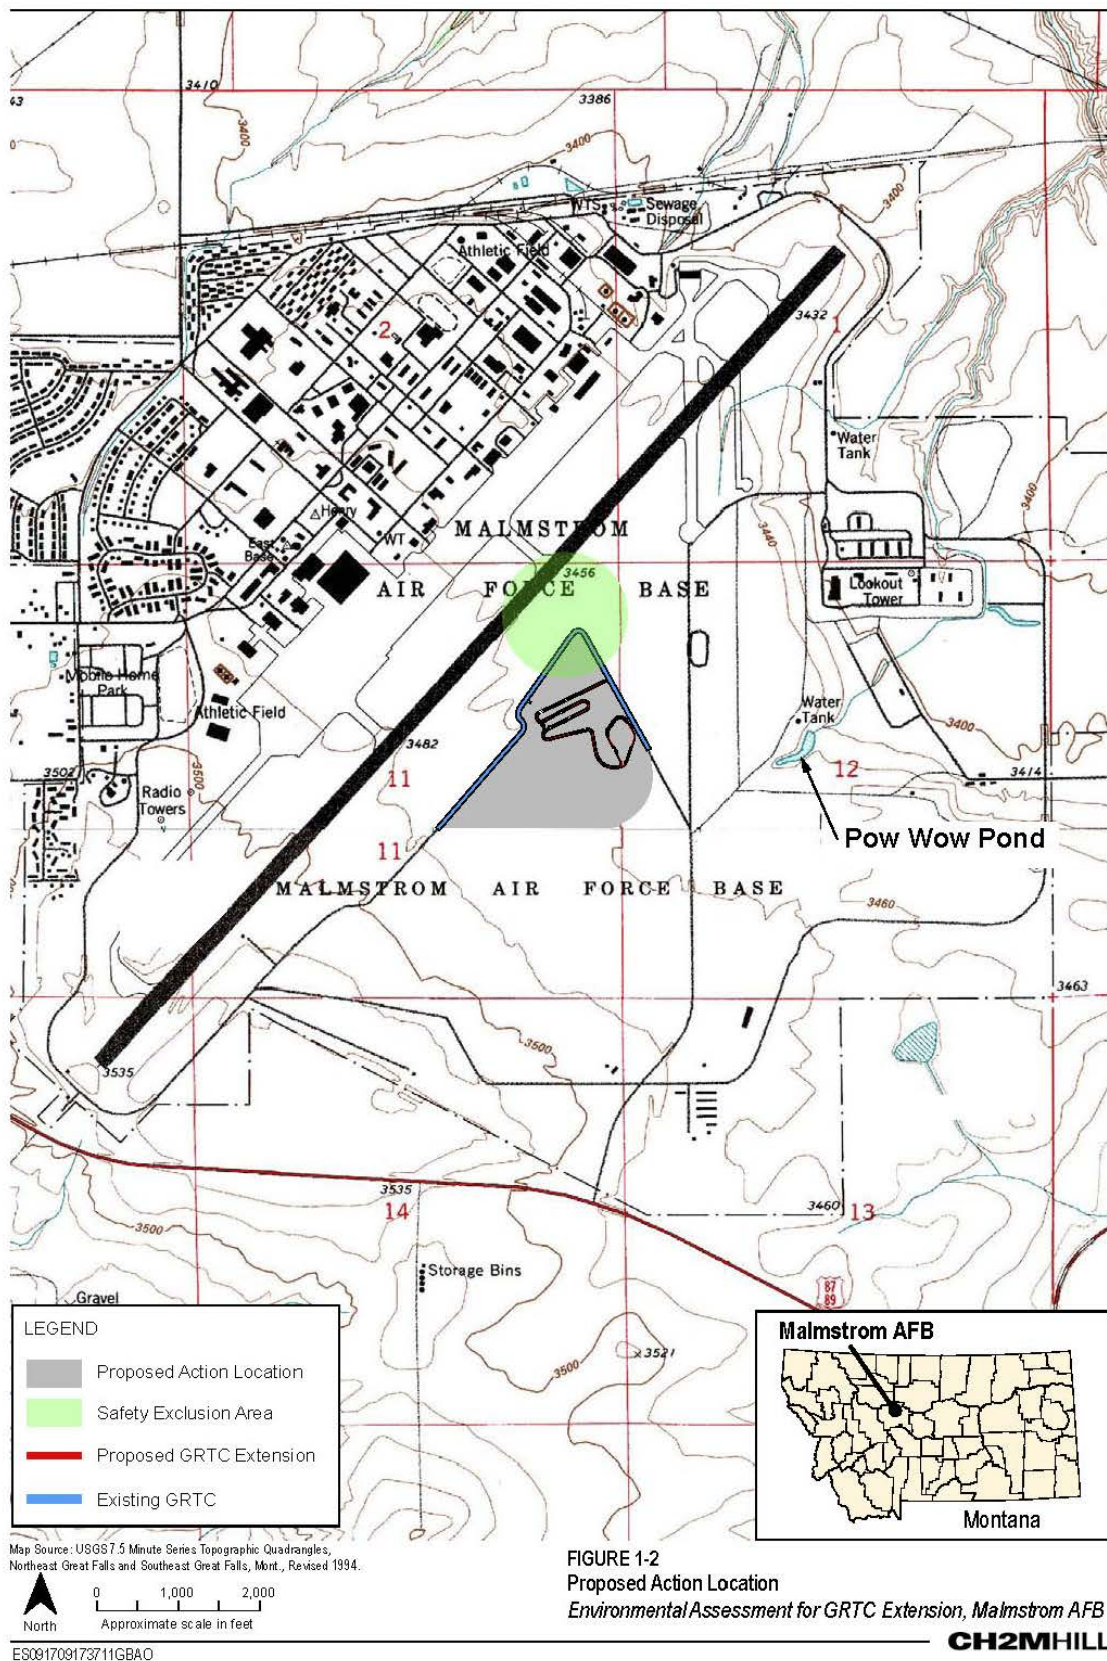 3410
43
3386
3400
3400
3400
WTS
Sewage
Disposal
Athletic Field
2
3432
1
Water
Tank
3400
Henry
East
Base
WT
MALMSTROM
3440
3456
AIR FORCE BASE
Lookout
Tower
Mobile Home
Park
Athletic Field
Water
Tank
3400
3482
3502
3500
11
12
3414
Radio
Towers
Pow Wow Pond
11
MALMSTROM AIR FORCE BASE
3460
3463
3500
3535
3535
14
3460
13
3500
Storage Bins
87
89
Gravel
3521
3500
LEGEND
Proposed Action Location
Safety Exclusion Area
Proposed GRTC Extension
Existing GRTC
Malmstrom AFB
Montana
Map Source: USGS 7.5 Minute Series Topographic Quadrangles,
Northeast Great Falls and Southeast Great Falls, Mont., Revised 1994.
North
0 1,000 2,000
Approximate scale in feet
FIGURE 1-2
Proposed Action Location
Environmental Assessment for GRTC Extension, Malmstrom AFB
ES091709173711GBAO
CH2MHILL